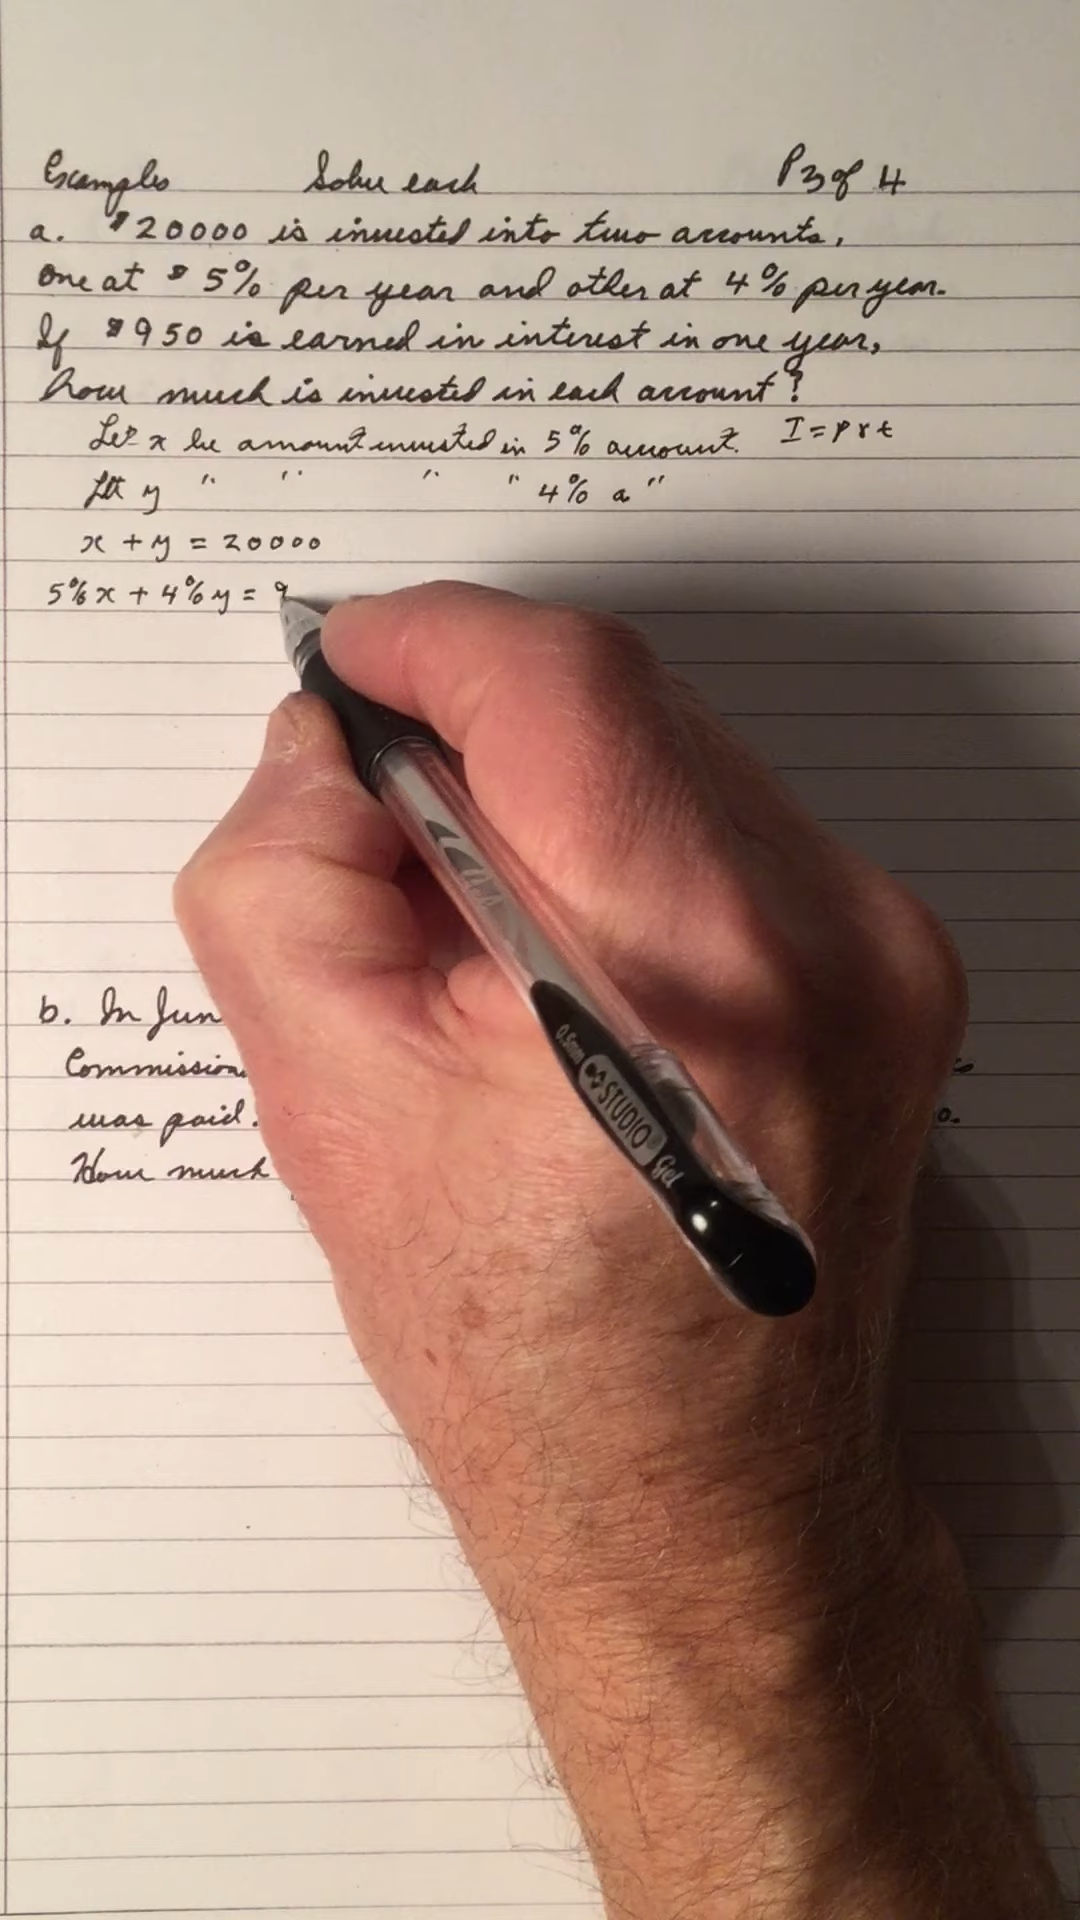 Examples Solve each P3 of 4
a. $20000 is invested into two accounts,
one at 5% per year and other at 4% per year.
If $950 is earned in interest in one year,
how much is invested in each account?
Let x be amount invested in 5% account. I = prt
Let y " " " " 4% a "
x + y = 20000
5% x + 4% y = 9
b. In Jun
Commission
was paid.
How much
0.5mm STUDIO Gel